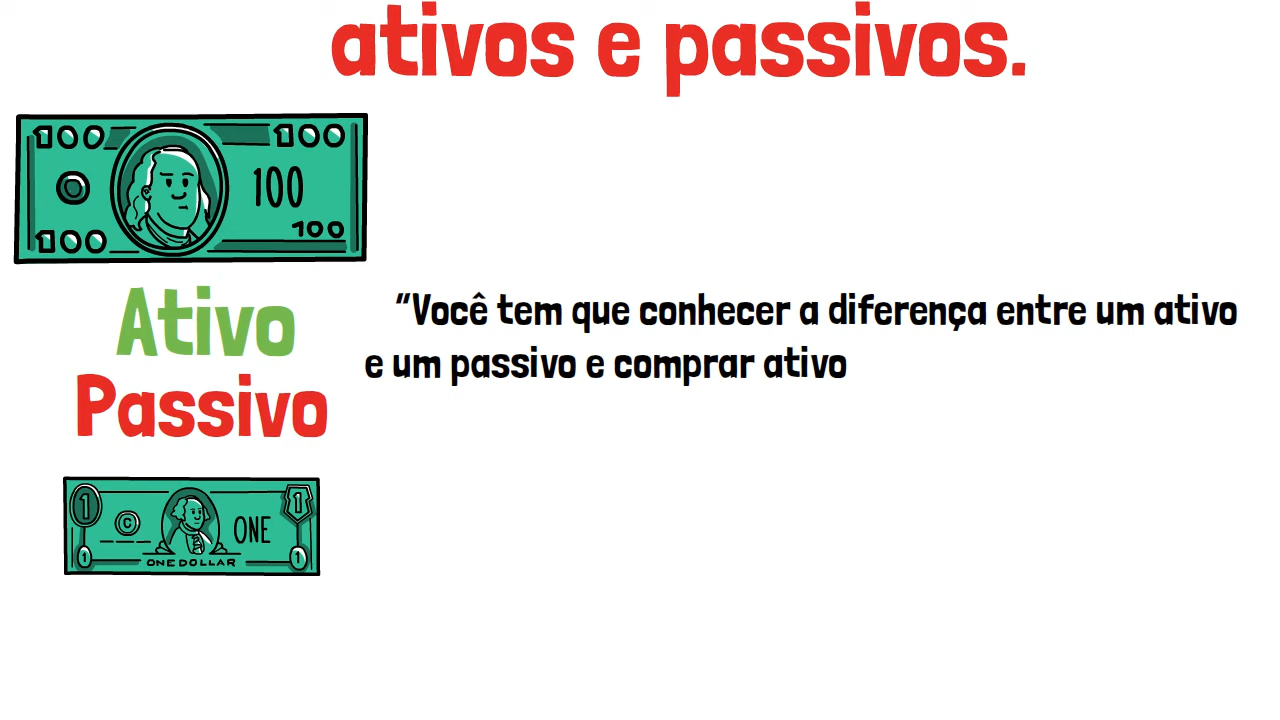 ativos e passivos.
100 100
100
100
100
Ativo
"Você tem que conhecer a diferença entre um ativo
e um passivo e comprar ativo
Passivo
1 1
C ONE
1 1
ONE DOLLAR